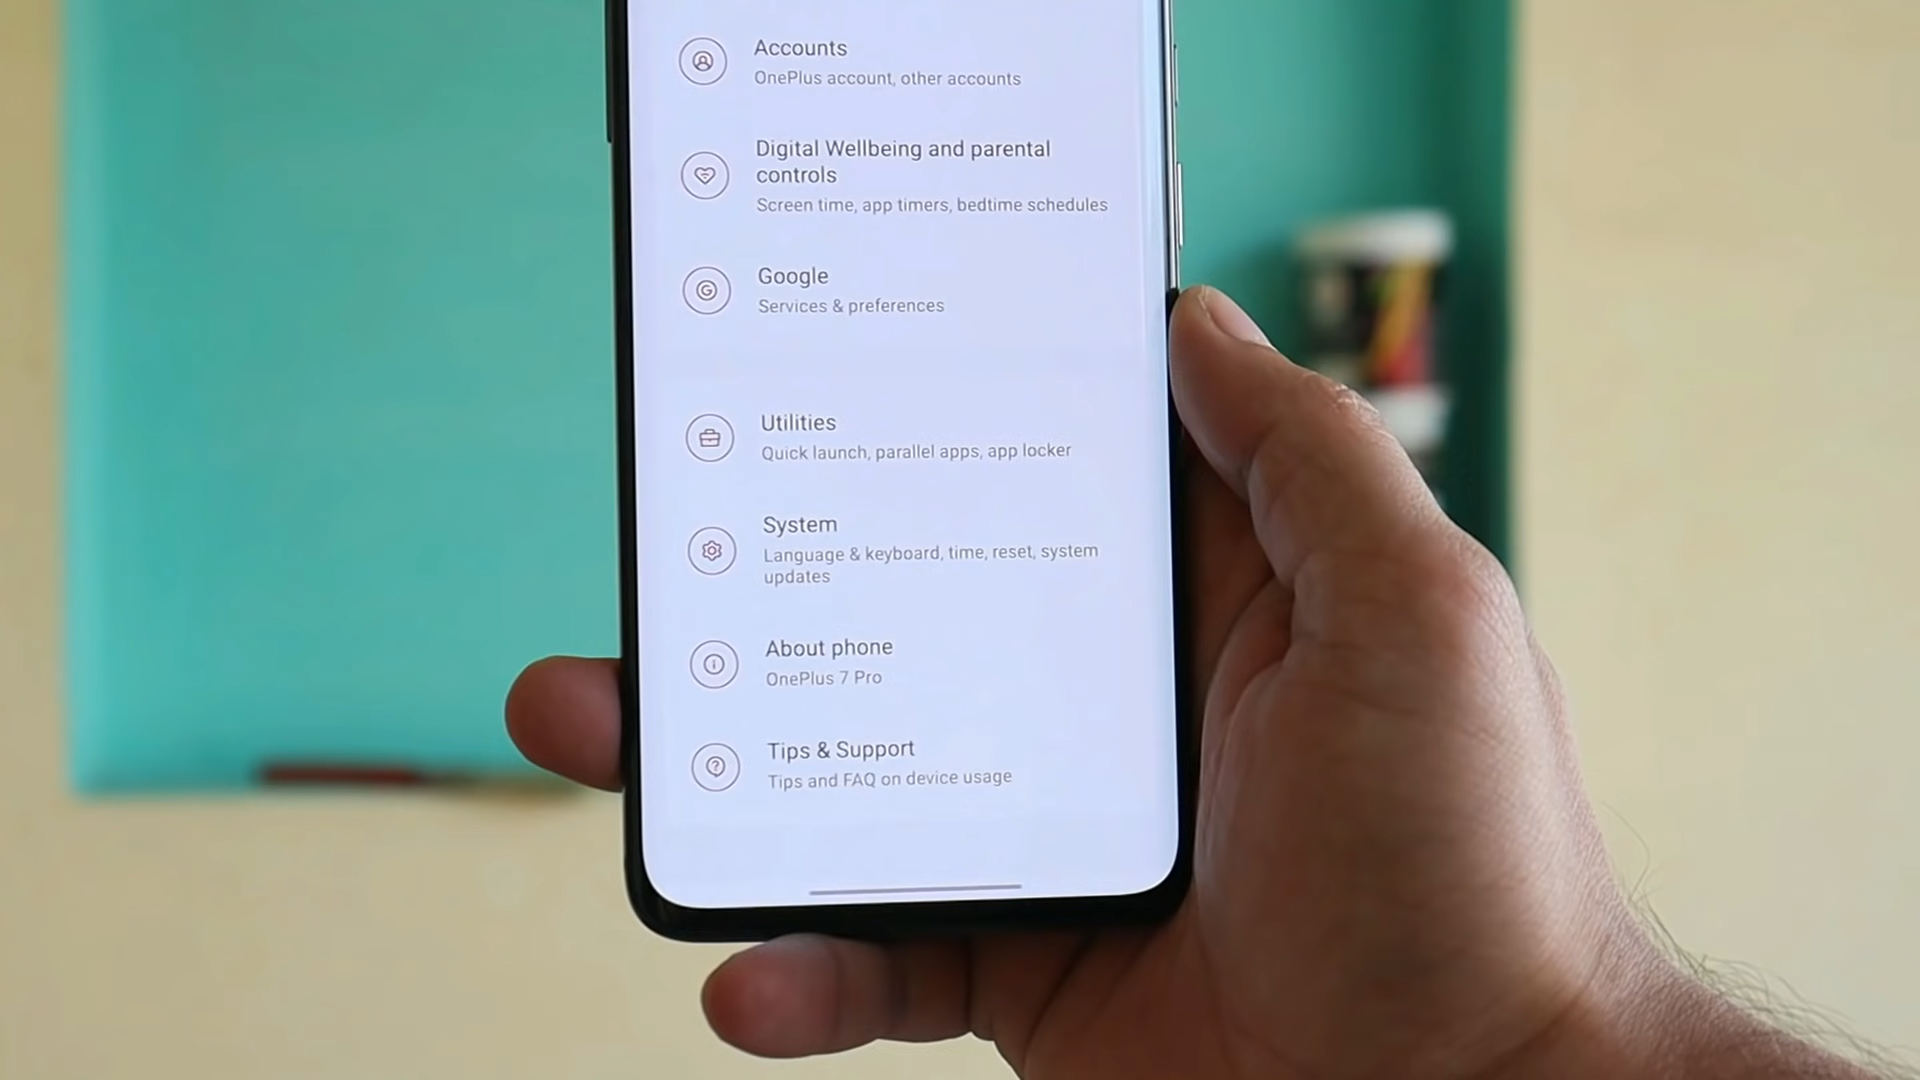 Accounts
OnePlus account, other accounts
Digital Wellbeing and parental
controls
Screen time, app timers, bedtime schedules
Google
Services & preferences
Utilities
Quick launch, parallel apps, app locker
System
Language & keyboard, time, reset, system
updates
About phone
OnePlus 7 Pro
Tips & Support
Tips and FAQ on device usage